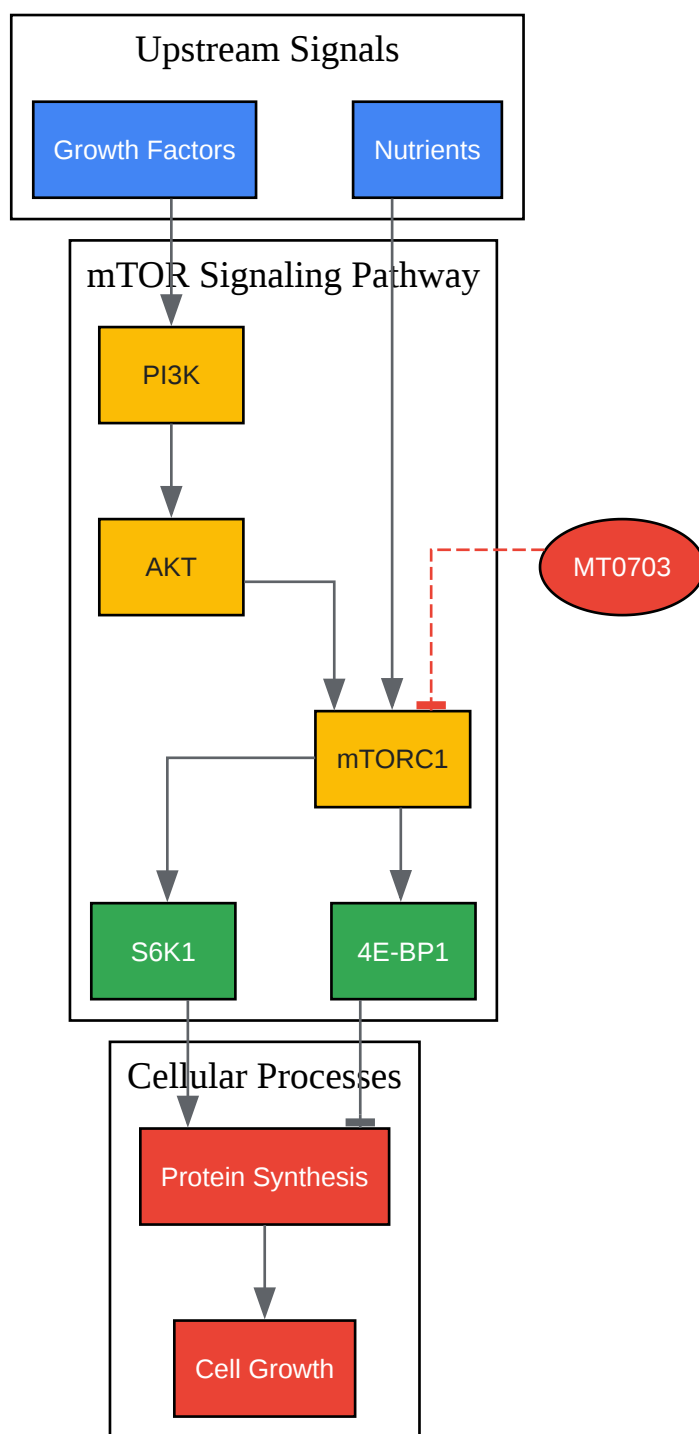 Upstream Signals
Growth Factors
Nutrients
mTOR Signaling Pathway
PI3K
AKT
MT0703
mTORC1
S6K1
4E-BP1
Cellular Processes
Protein Synthesis
Cell Growth